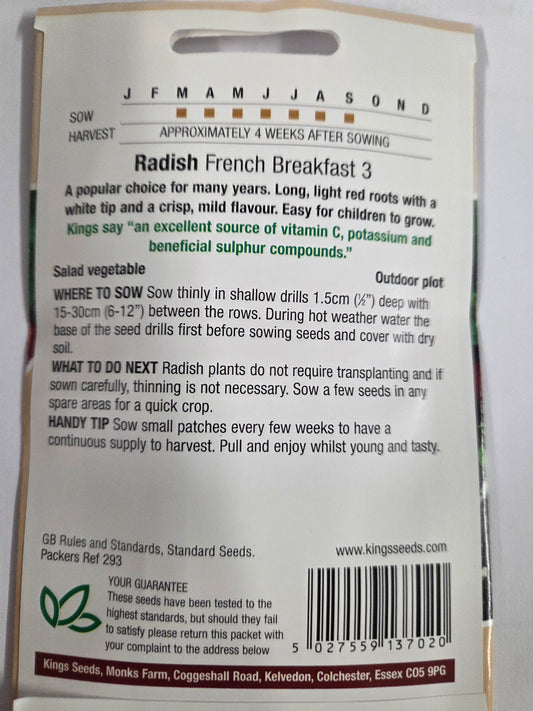 J F M A M J J A S O N D
SOW
HARVEST APPROXIMATELY 4 WEEKS AFTER SOWING
Radish French Breakfast 3
A popular choice for many years. Long, light red roots with a
white tip and a crisp, mild flavour. Easy for children to grow.
Kings say “an excellent source of vitamin C, potassium and
beneficial sulphur compounds.”
Salad vegetable Outdoor plot
WHERE TO SOW Sow thinly in shallow drills 1.5cm (½”) deep with
15-30cm (6-12”) between the rows. During hot weather water the
base of the seed drills first before sowing seeds and cover with dry
soil.
WHAT TO DO NEXT Radish plants do not require transplanting and if
sown carefully, thinning is not necessary. Sow a few seeds in any
spare areas for a quick crop.
HANDY TIP Sow small patches every few weeks to have a
continuous supply to harvest. Pull and enjoy whilst young and tasty.
GB Rules and Standards, Standard Seeds.
Packers Ref 293
www.kingsseeds.com
YOUR GUARANTEE
These seeds have been tested to the
highest standards, but should they fail
to satisfy please return this packet with
your complaint to the address below
5 027559 137020
Kings Seeds, Monks Farm, Coggeshall Road, Kelvedon, Colchester, Essex CO5 9PG